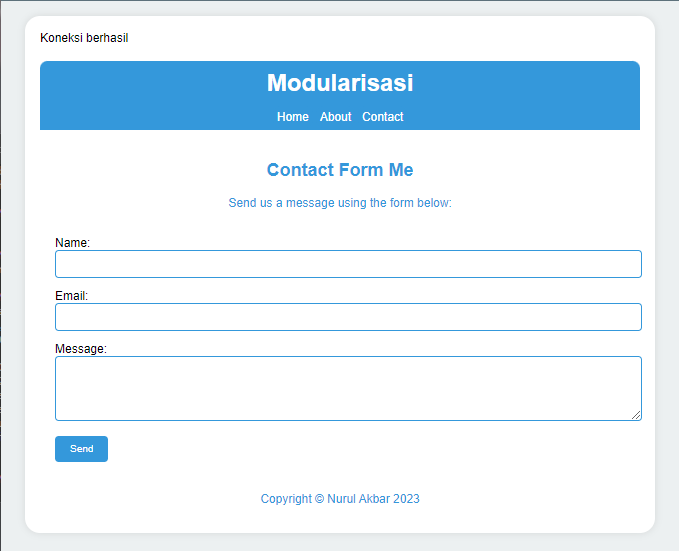 Koneksi berhasil
Modularisasi
Home About Contact
Contact Form Me
Send us a message using the form below:
Name:
Email:
Message:
Send
Copyright © Nurul Akbar 2023